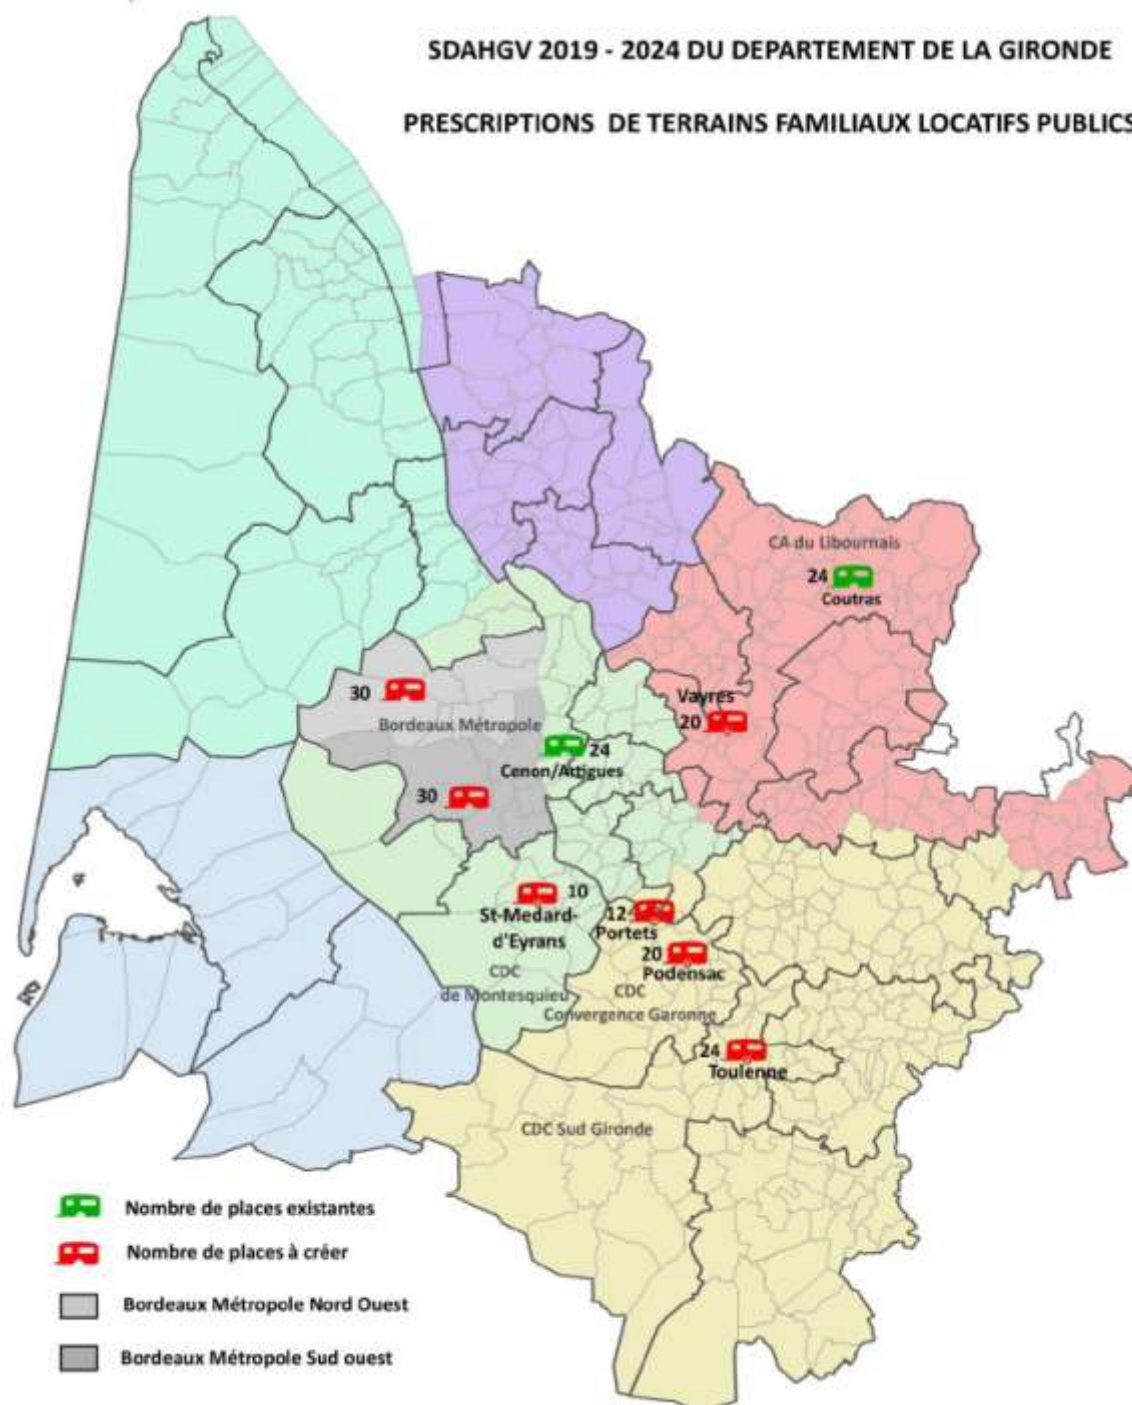 SDAHGV 2019 - 2024 DU DEPARTEMENT DE LA GIRONDE
PRESCRIPTIONS DE TERRAINS FAMILIAUX LOCATIFS PUBLICS
CA du Libournais
24
Coutras
30
Vayres
20
Bordeaux Métropole
24
Cenon/Artigues
30
10
St-Medard-
d'Eyrans
12
Portets
20
Podensac
CDC
de Montesquieu
CDC
Convergence Garonne
24
Toulenne
CDC Sud Gironde
Nombre de places existantes
Nombre de places à créer
Bordeaux Métropole Nord Ouest
Bordeaux Métropole Sud ouest